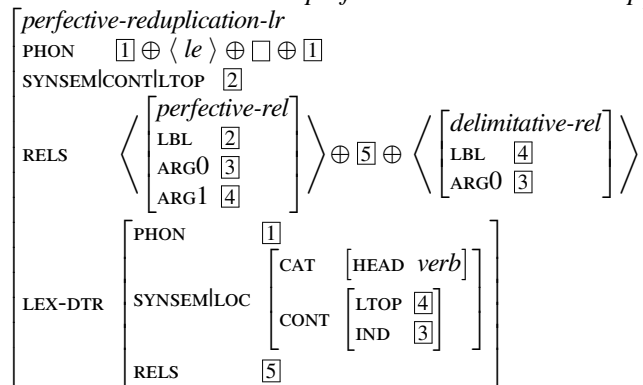 perfective-reduplication-lr
PHON 1 ⊕ ⟨ le ⟩ ⊕ □ ⊕ 1
SYNSEM|CONT|LTOP 2
RELS ⟨ [perfective-rel LBL 2 ARG0 3 ARG1 4] ⟩ ⊕ 5 ⊕ ⟨ [delimitative-rel LBL 4 ARG0 3] ⟩
LEX-DTR [PHON 1
SYNSEM|LOC [CAT [HEAD verb]
CONT [LTOP 4
IND 3]]
RELS 5]